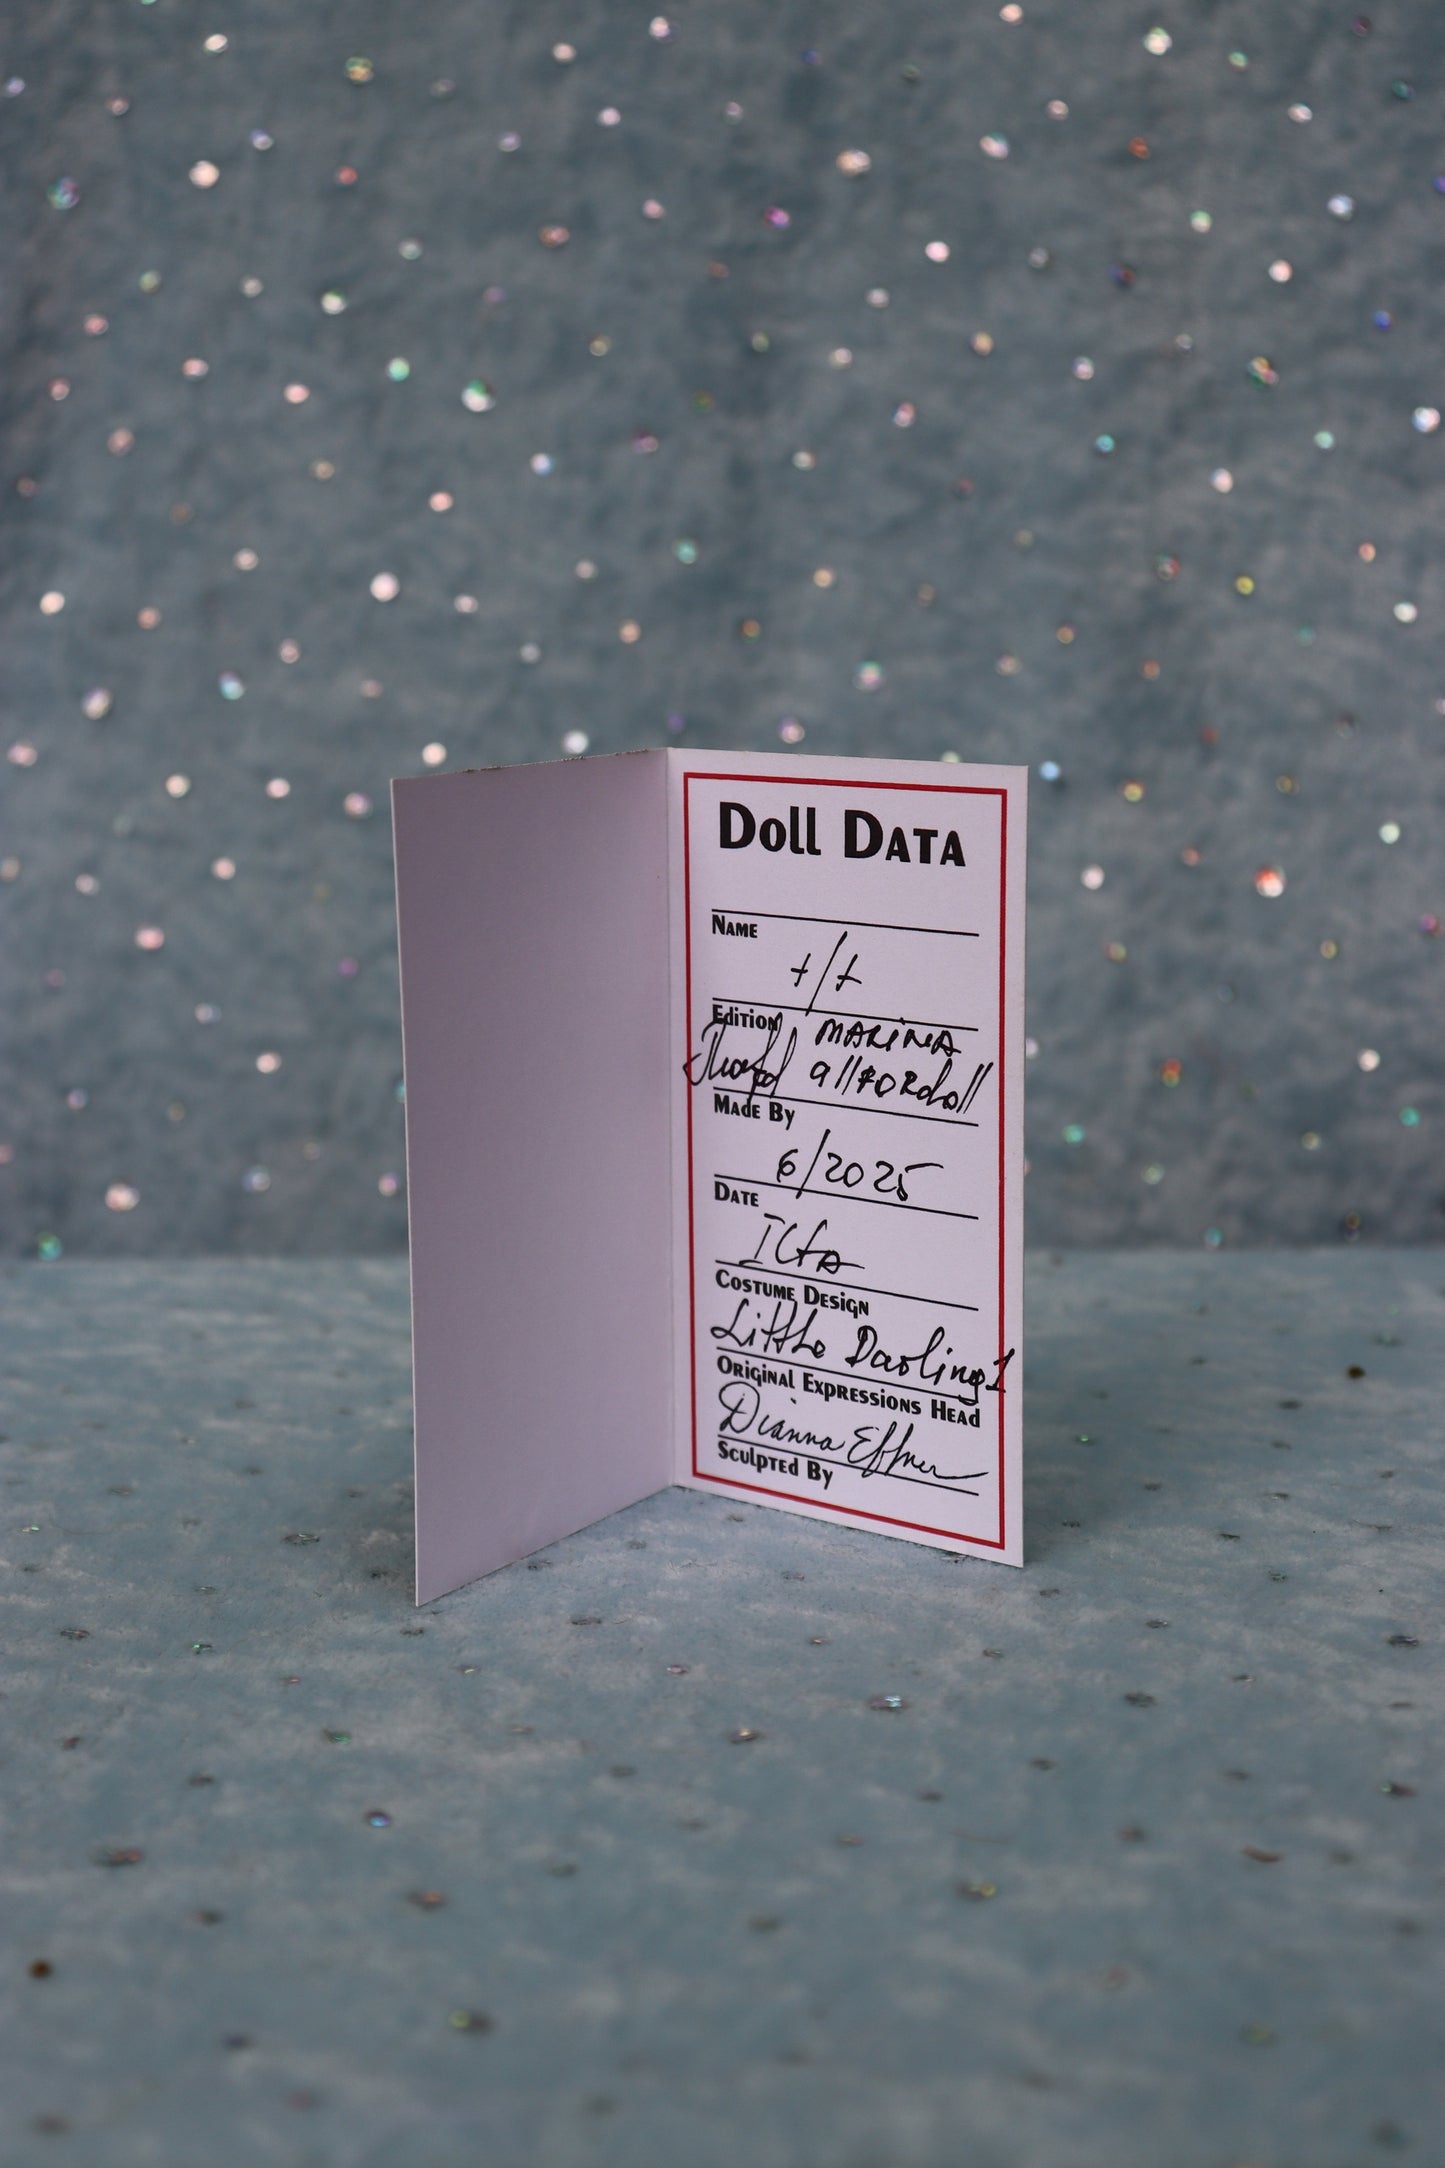 Doll Data
Name
Edition
MARINA
allfordoll
Made By
6/2025
Date
Costume Design
Little Darling 1
Original Expressions Head
Dianna Effner
Sculpted By